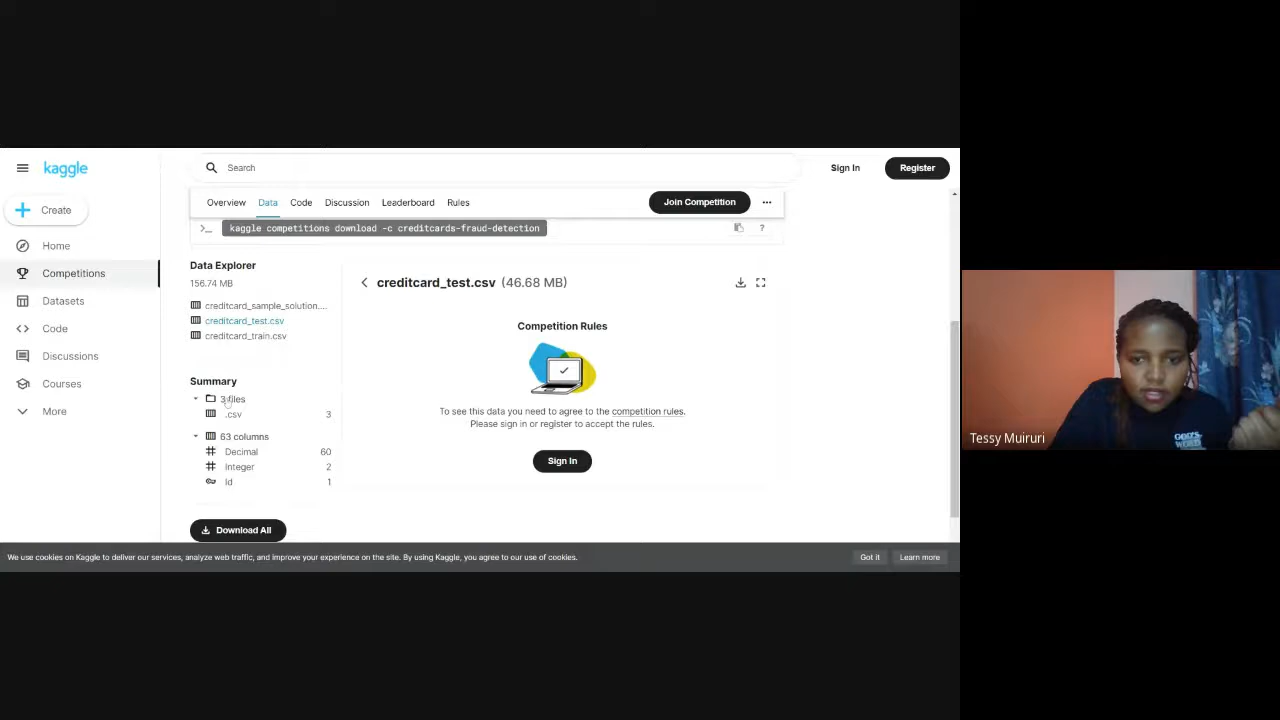 kaggle
Search
Sign In
Register
Create
Overview
Data
Code
Discussion
Leaderboard
Rules
Join Competition
>_ kaggle competitions download -c creditcards-fraud-detection
?
Home
Competitions
Datasets
Code
Discussions
Courses
More
Data Explorer
156.74 MB
creditcard_sample_solution....
creditcard_test.csv
creditcard_train.csv
Summary
3 files
.csv 3
63 columns
Decimal 60
Integer 2
Id 1
Download All
creditcard_test.csv (46.68 MB)
Competition Rules
To see this data you need to agree to the competition rules.
Please sign in or register to accept the rules.
Sign In
We use cookies on Kaggle to deliver our services, analyze web traffic, and improve your experience on the site. By using Kaggle, you agree to our use of cookies.
Got it
Learn more
Tessy Muiruri
GOD'S
WORD